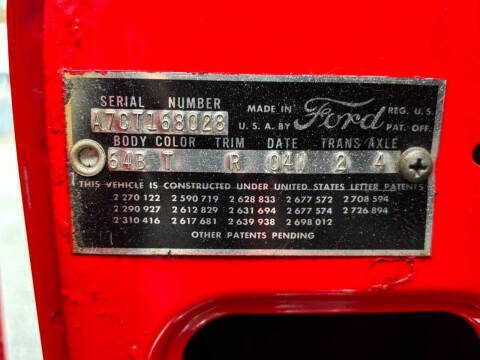 SERIAL NUMBER MADE IN Ford REG. U.S.
A7CT168028 U.S.A. BY PAT. OFF.
BODY COLOR TRIM DATE TRANS AXLE
64B T R 04 2 4
THIS VEHICLE IS CONSTRUCTED UNDER UNITED STATES LETTER PATENTS
2 270 122 2 590 719 2 628 833 2 677 572 2 708 594
2 290 927 2 612 829 2 631 694 2 677 574 2 726 894
2 310 416 2 617 681 2 639 938 2 698 012
OTHER PATENTS PENDING